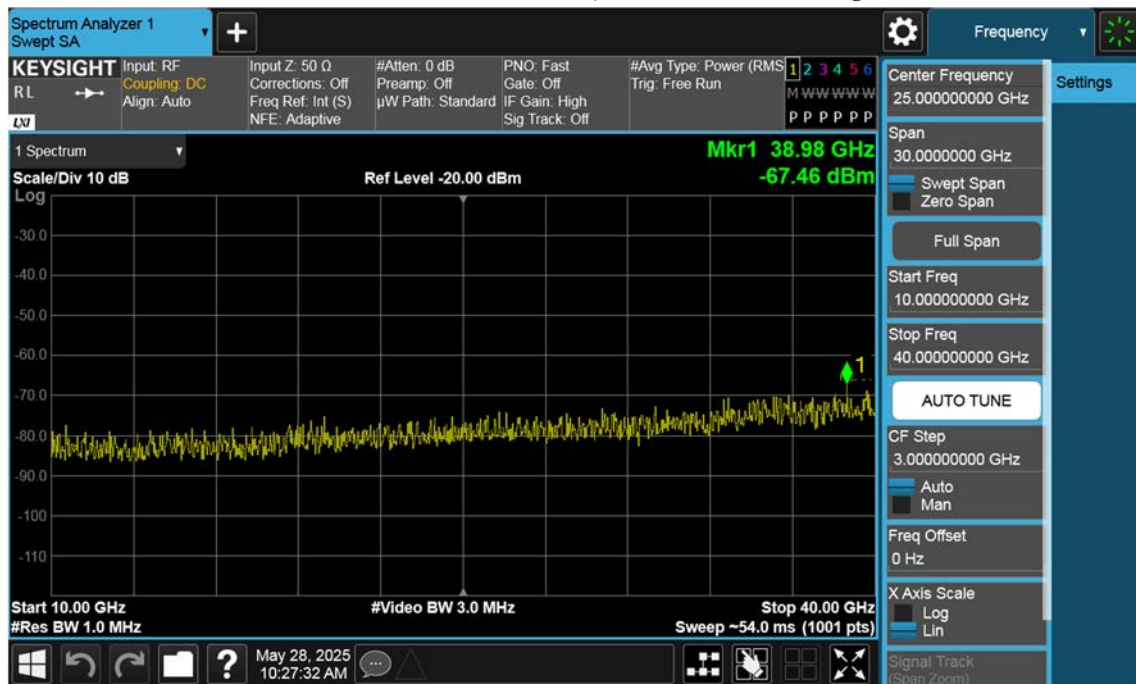 Spectrum Analyzer 1
Swept SA
Frequency
KEYSIGHT
R L
LXI
Input: RF
Coupling: DC
Align: Auto
Input Z: 50 Ω
Corrections: Off
Freq Ref: Int (S)
NFE: Adaptive
#Atten: 0 dB
Preamp: Off
µW Path: Standard
PNO: Fast
Gate: Off
IF Gain: High
Sig Track: Off
#Avg Type: Power (RMS
Trig: Free Run
1 2 3 4 5 6
M W W W W W
P P P P P P
1 Spectrum
Scale/Div 10 dB
Ref Level -20.00 dBm
Mkr1 38.98 GHz
-67.46 dBm
Log
-30.0
-40.0
-50.0
-60.0
-70.0
-80.0
-90.0
-100
-110
1
Start 10.00 GHz
#Res BW 1.0 MHz
#Video BW 3.0 MHz
Stop 40.00 GHz
Sweep ~54.0 ms (1001 pts)
May 28, 2025
10:27:32 AM
Center Frequency
25.000000000 GHz
Span
30.0000000 GHz
Swept Span
Zero Span
Full Span
Start Freq
10.000000000 GHz
Stop Freq
40.000000000 GHz
AUTO TUNE
CF Step
3.000000000 GHz
Auto
Man
Freq Offset
0 Hz
X Axis Scale
Log
Lin
Signal Track
(Span Zoom)
Settings